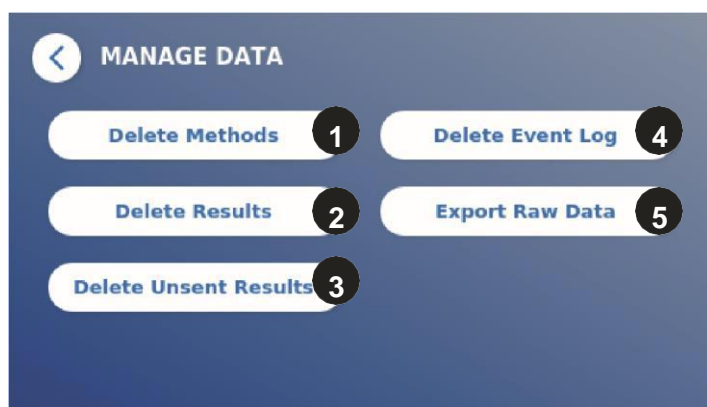 MANAGE DATA
Delete Methods 1
Delete Event Log 4
Delete Results 2
Export Raw Data 5
Delete Unsent Results 3